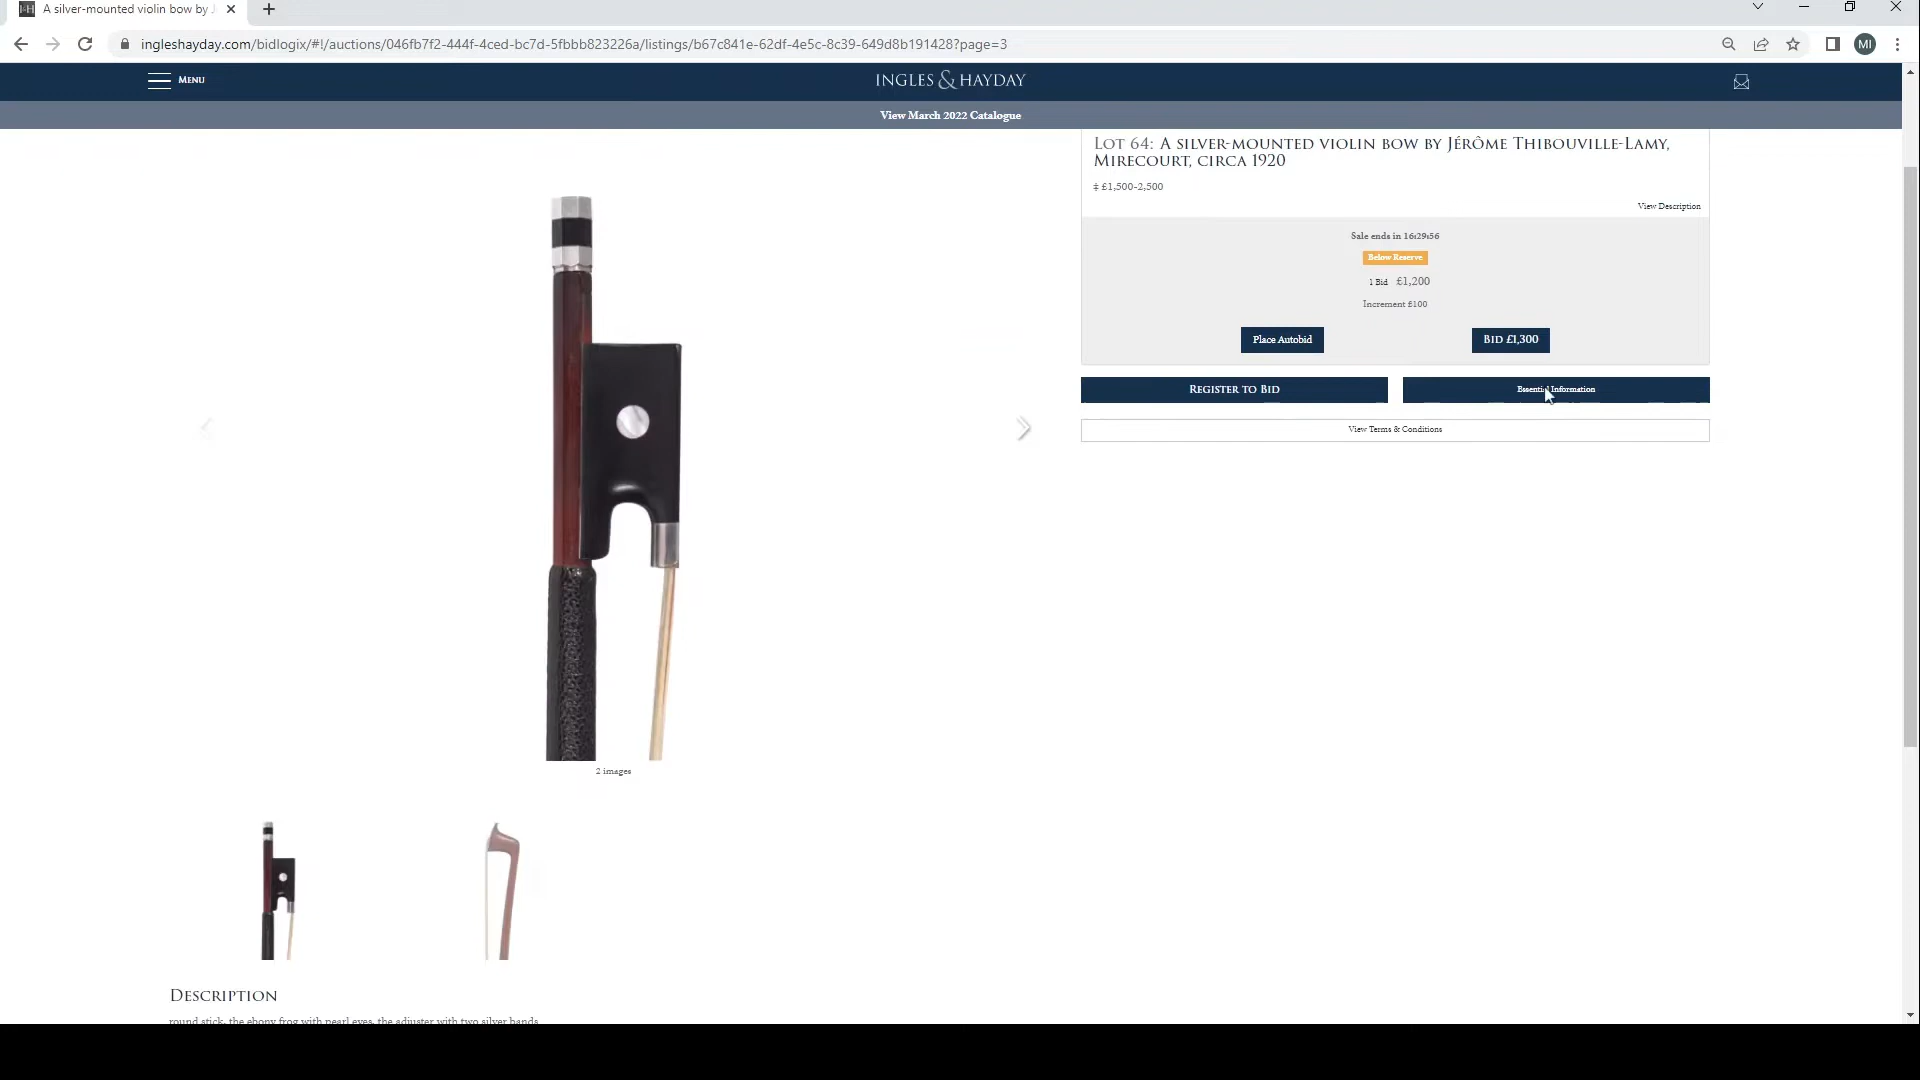 A silver-mounted violin bow by J
ingleshayday.com/bidlogix/#!/auctions/046fb7f2-444f-4ced-bc7d-5fbbb823226a/listings/b67c841e-62df-4e5c-8c39-649d8b191428?page=3
MI
Menu
INGLES & HAYDAY
View March 2022 Catalogue
Lot 64: A silver-mounted violin bow by Jérôme Thibouville-Lamy,
Mirecourt, circa 1920
‡ £1,500-2,500
View Description
Sale ends in 16:29:56
Below Reserve
1 Bid £1,200
Increment £100
Place Autobid
Bid £1,300
Register to Bid
Essential Information
View Terms & Conditions
2 images
Description
round stick, the ebony frog with pearl eyes, the adjuster with two silver bands